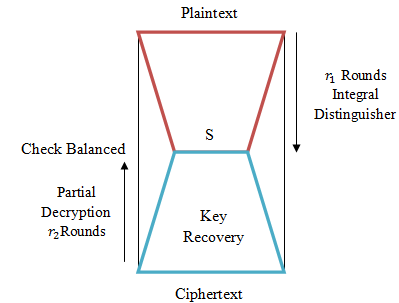 Plaintext
r₁ Rounds
Integral
Distinguisher
S
Check Balanced
Partial
Decryption
r₂Rounds
Key
Recovery
Ciphertext